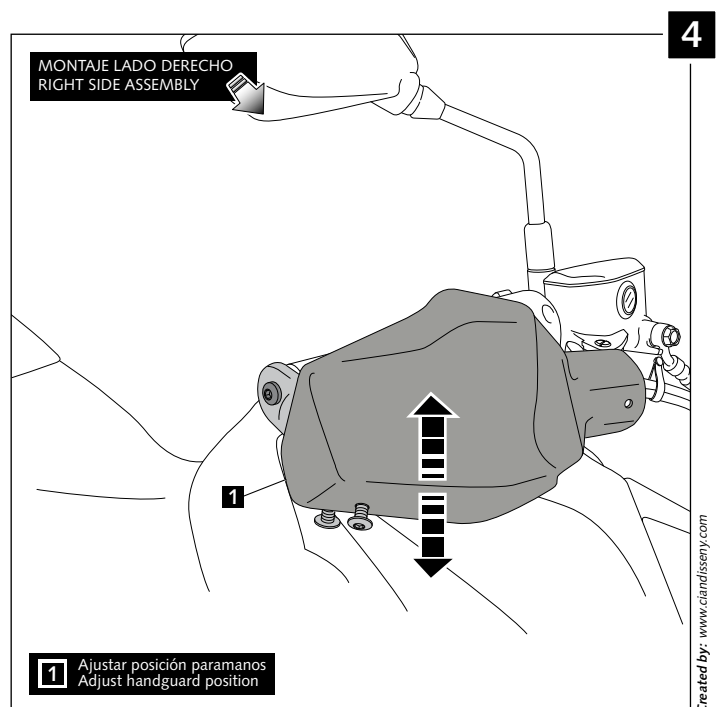 4
MONTAJE LADO DERECHO
RIGHT SIDE ASSEMBLY
1
1
Ajustar posición paramanos
Adjust handguard position
Created by: www.ciandisseny.com